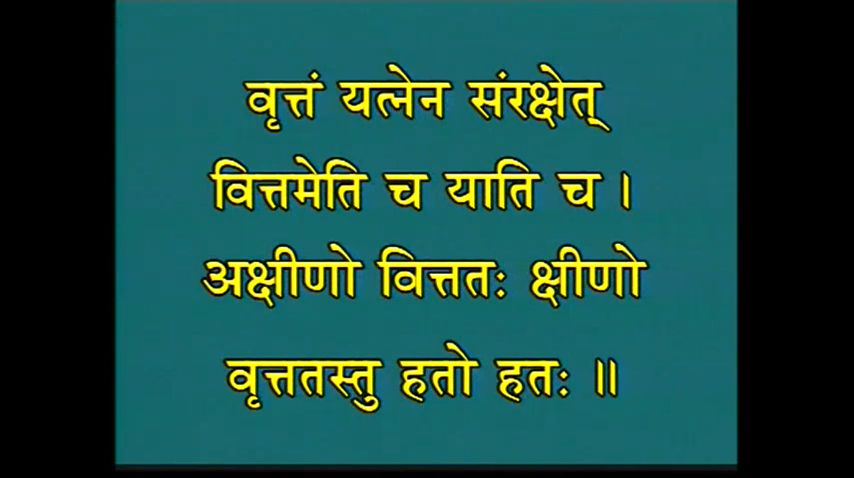 वृत्तं यत्नेन संरक्षेत्
वित्तमेति च याति च ।
अक्षीणो वित्ततः क्षीणो
वृत्ततस्तु हतो हतः ॥